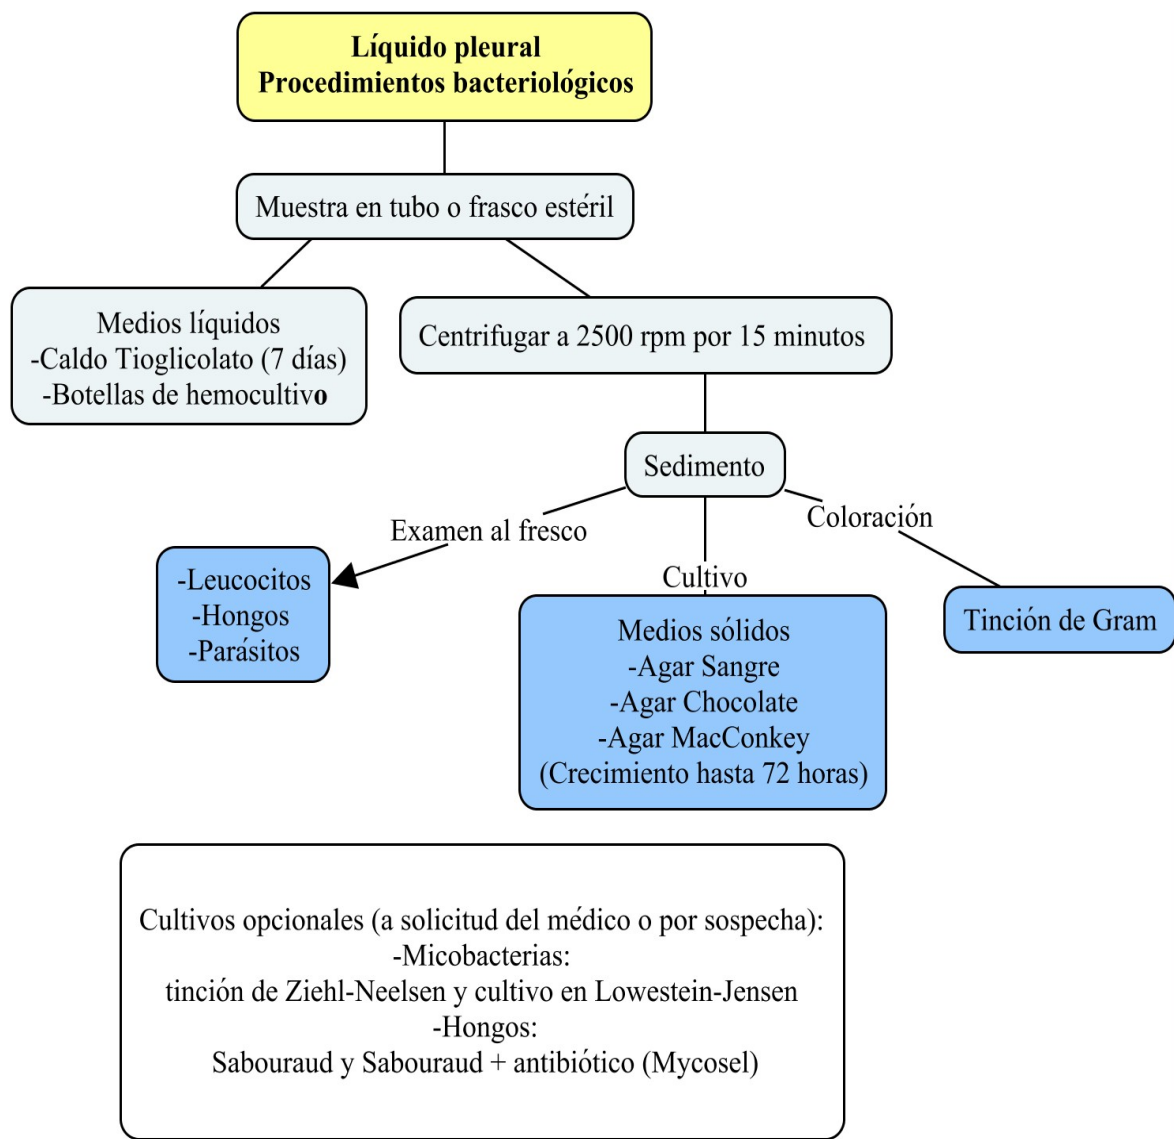 Líquido pleural
Procedimientos bacteriológicos
Muestra en tubo o frasco estéril
Medios líquidos
-Caldo Tioglicolato (7 días)
-Botellas de hemocultivo
Centrifugar a 2500 rpm por 15 minutos
Sedimento
Examen al fresco
Coloración
Cultivo
-Leucocitos
-Hongos
-Parásitos
Medios sólidos
-Agar Sangre
-Agar Chocolate
-Agar MacConkey
(Crecimiento hasta 72 horas)
Tinción de Gram
Cultivos opcionales (a solicitud del médico o por sospecha):
-Micobacterias:
tinción de Ziehl-Neelsen y cultivo en Lowestein-Jensen
-Hongos:
Sabouraud y Sabouraud + antibiótico (Mycosel)